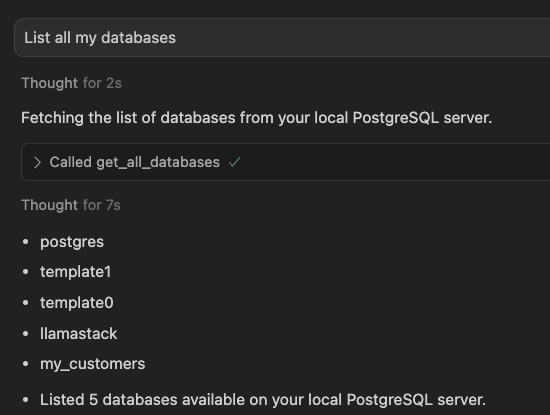 List all my databases
Thought for 2s
Fetching the list of databases from your local PostgreSQL server.
Called get_all_databases
Thought for 7s
• postgres
• template1
• template0
• llamastack
• my_customers
• Listed 5 databases available on your local PostgreSQL server.